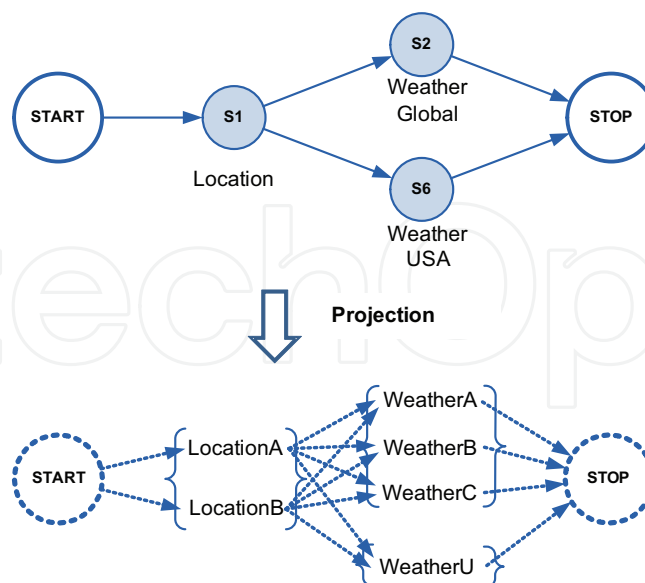 START
S1
S2
Weather
Global
STOP
Location
S6
Weather
USA
techOp
Projection
START
LocationA
LocationB
WeatherA
WeatherB
WeatherC
WeatherU
STOP